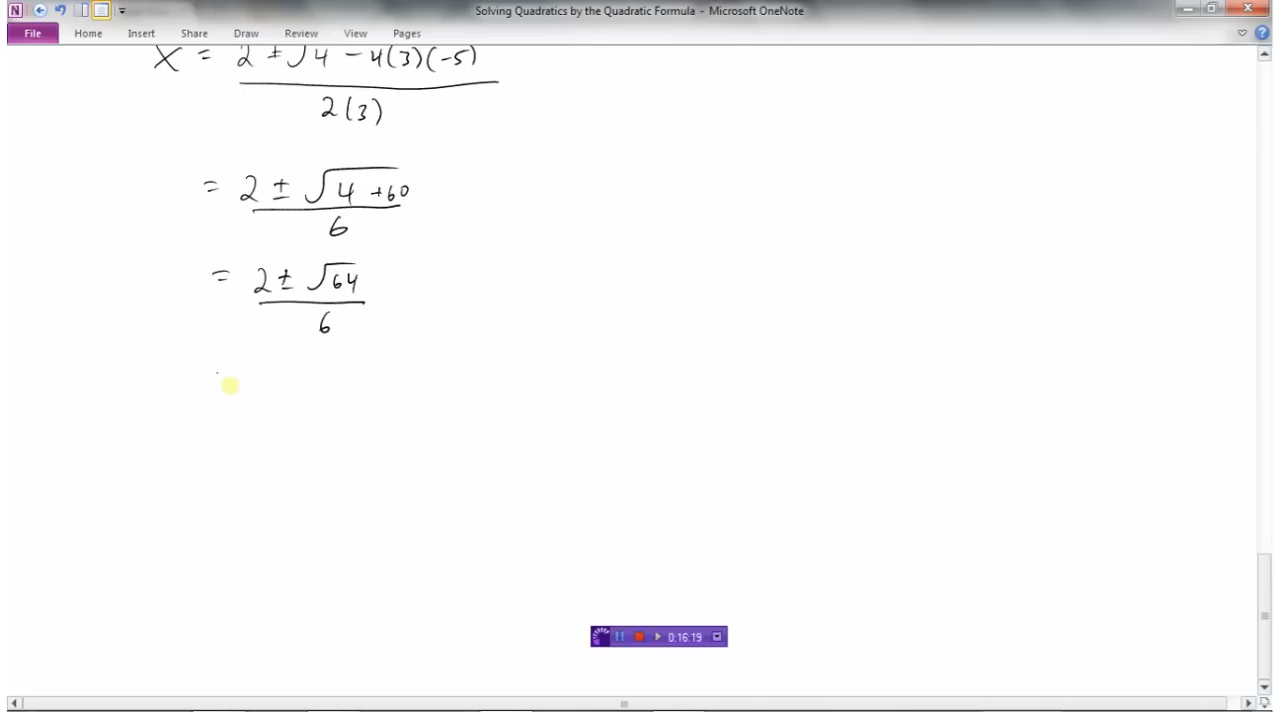 Solving Quadratics by the Quadratic Formula - Microsoft OneNote
File Home Insert Share Draw Review View Pages
X = 2 ± √4 - 4(3)(-5)
2(3)
= 2 ± √4 +60
6
= 2 ± √64
6
0:16:19